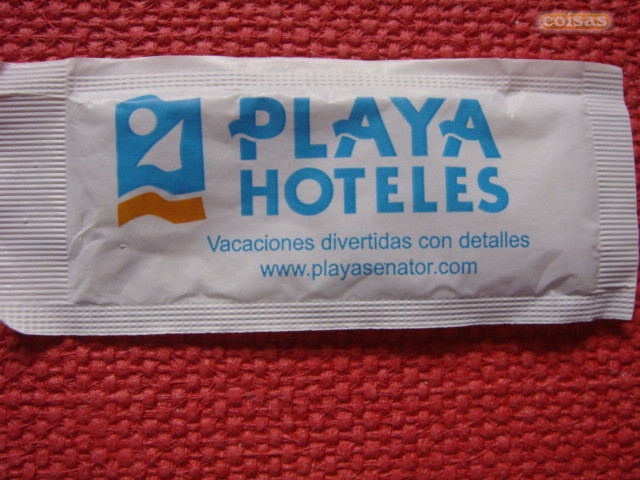 coisas
PLAYA
HOTELES
Vacaciones divertidas con detalles
www.playasenator.com